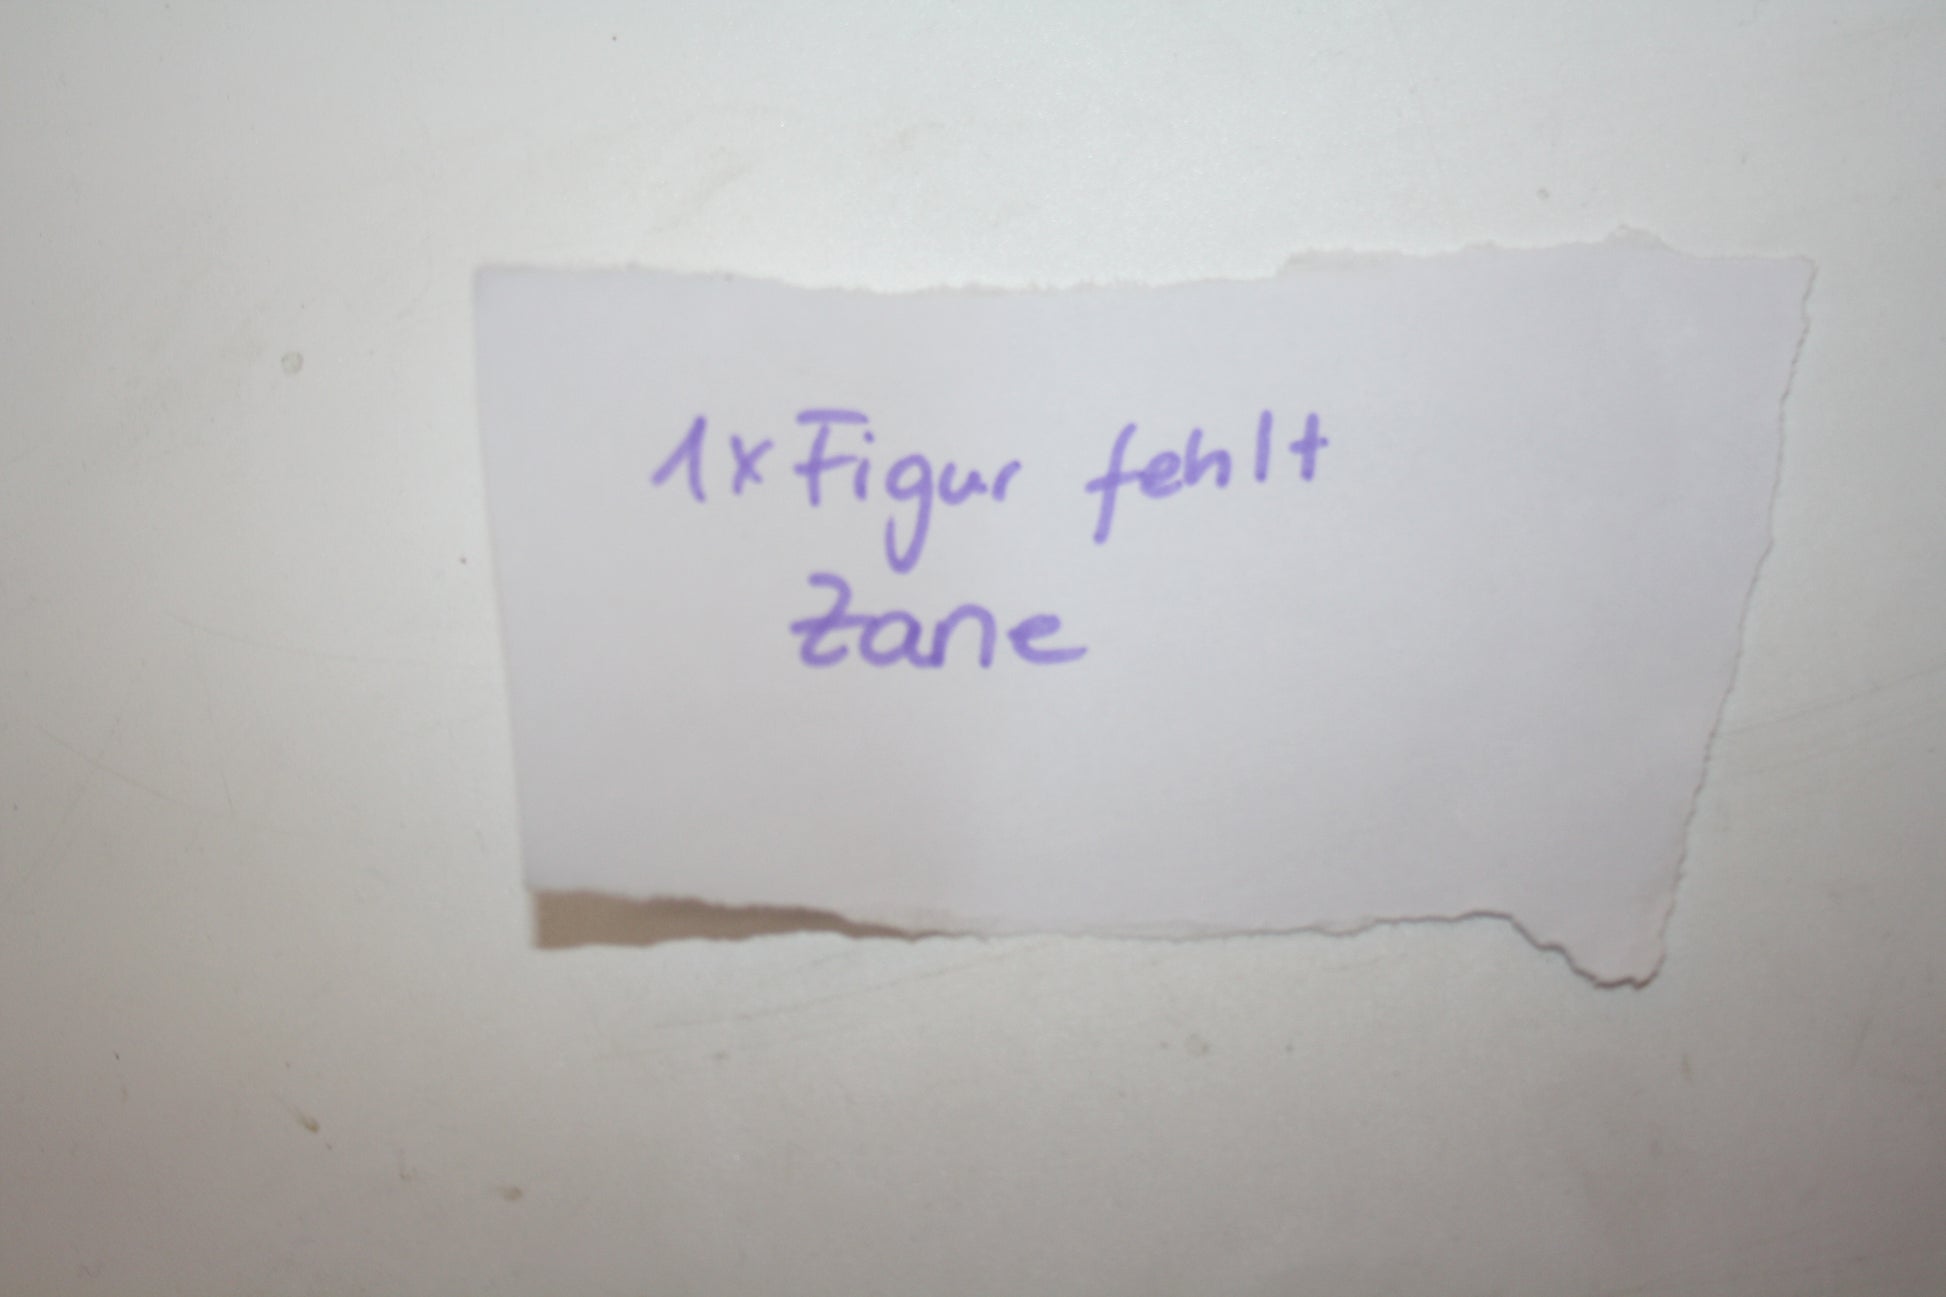 1x Figur fehlt
Zane